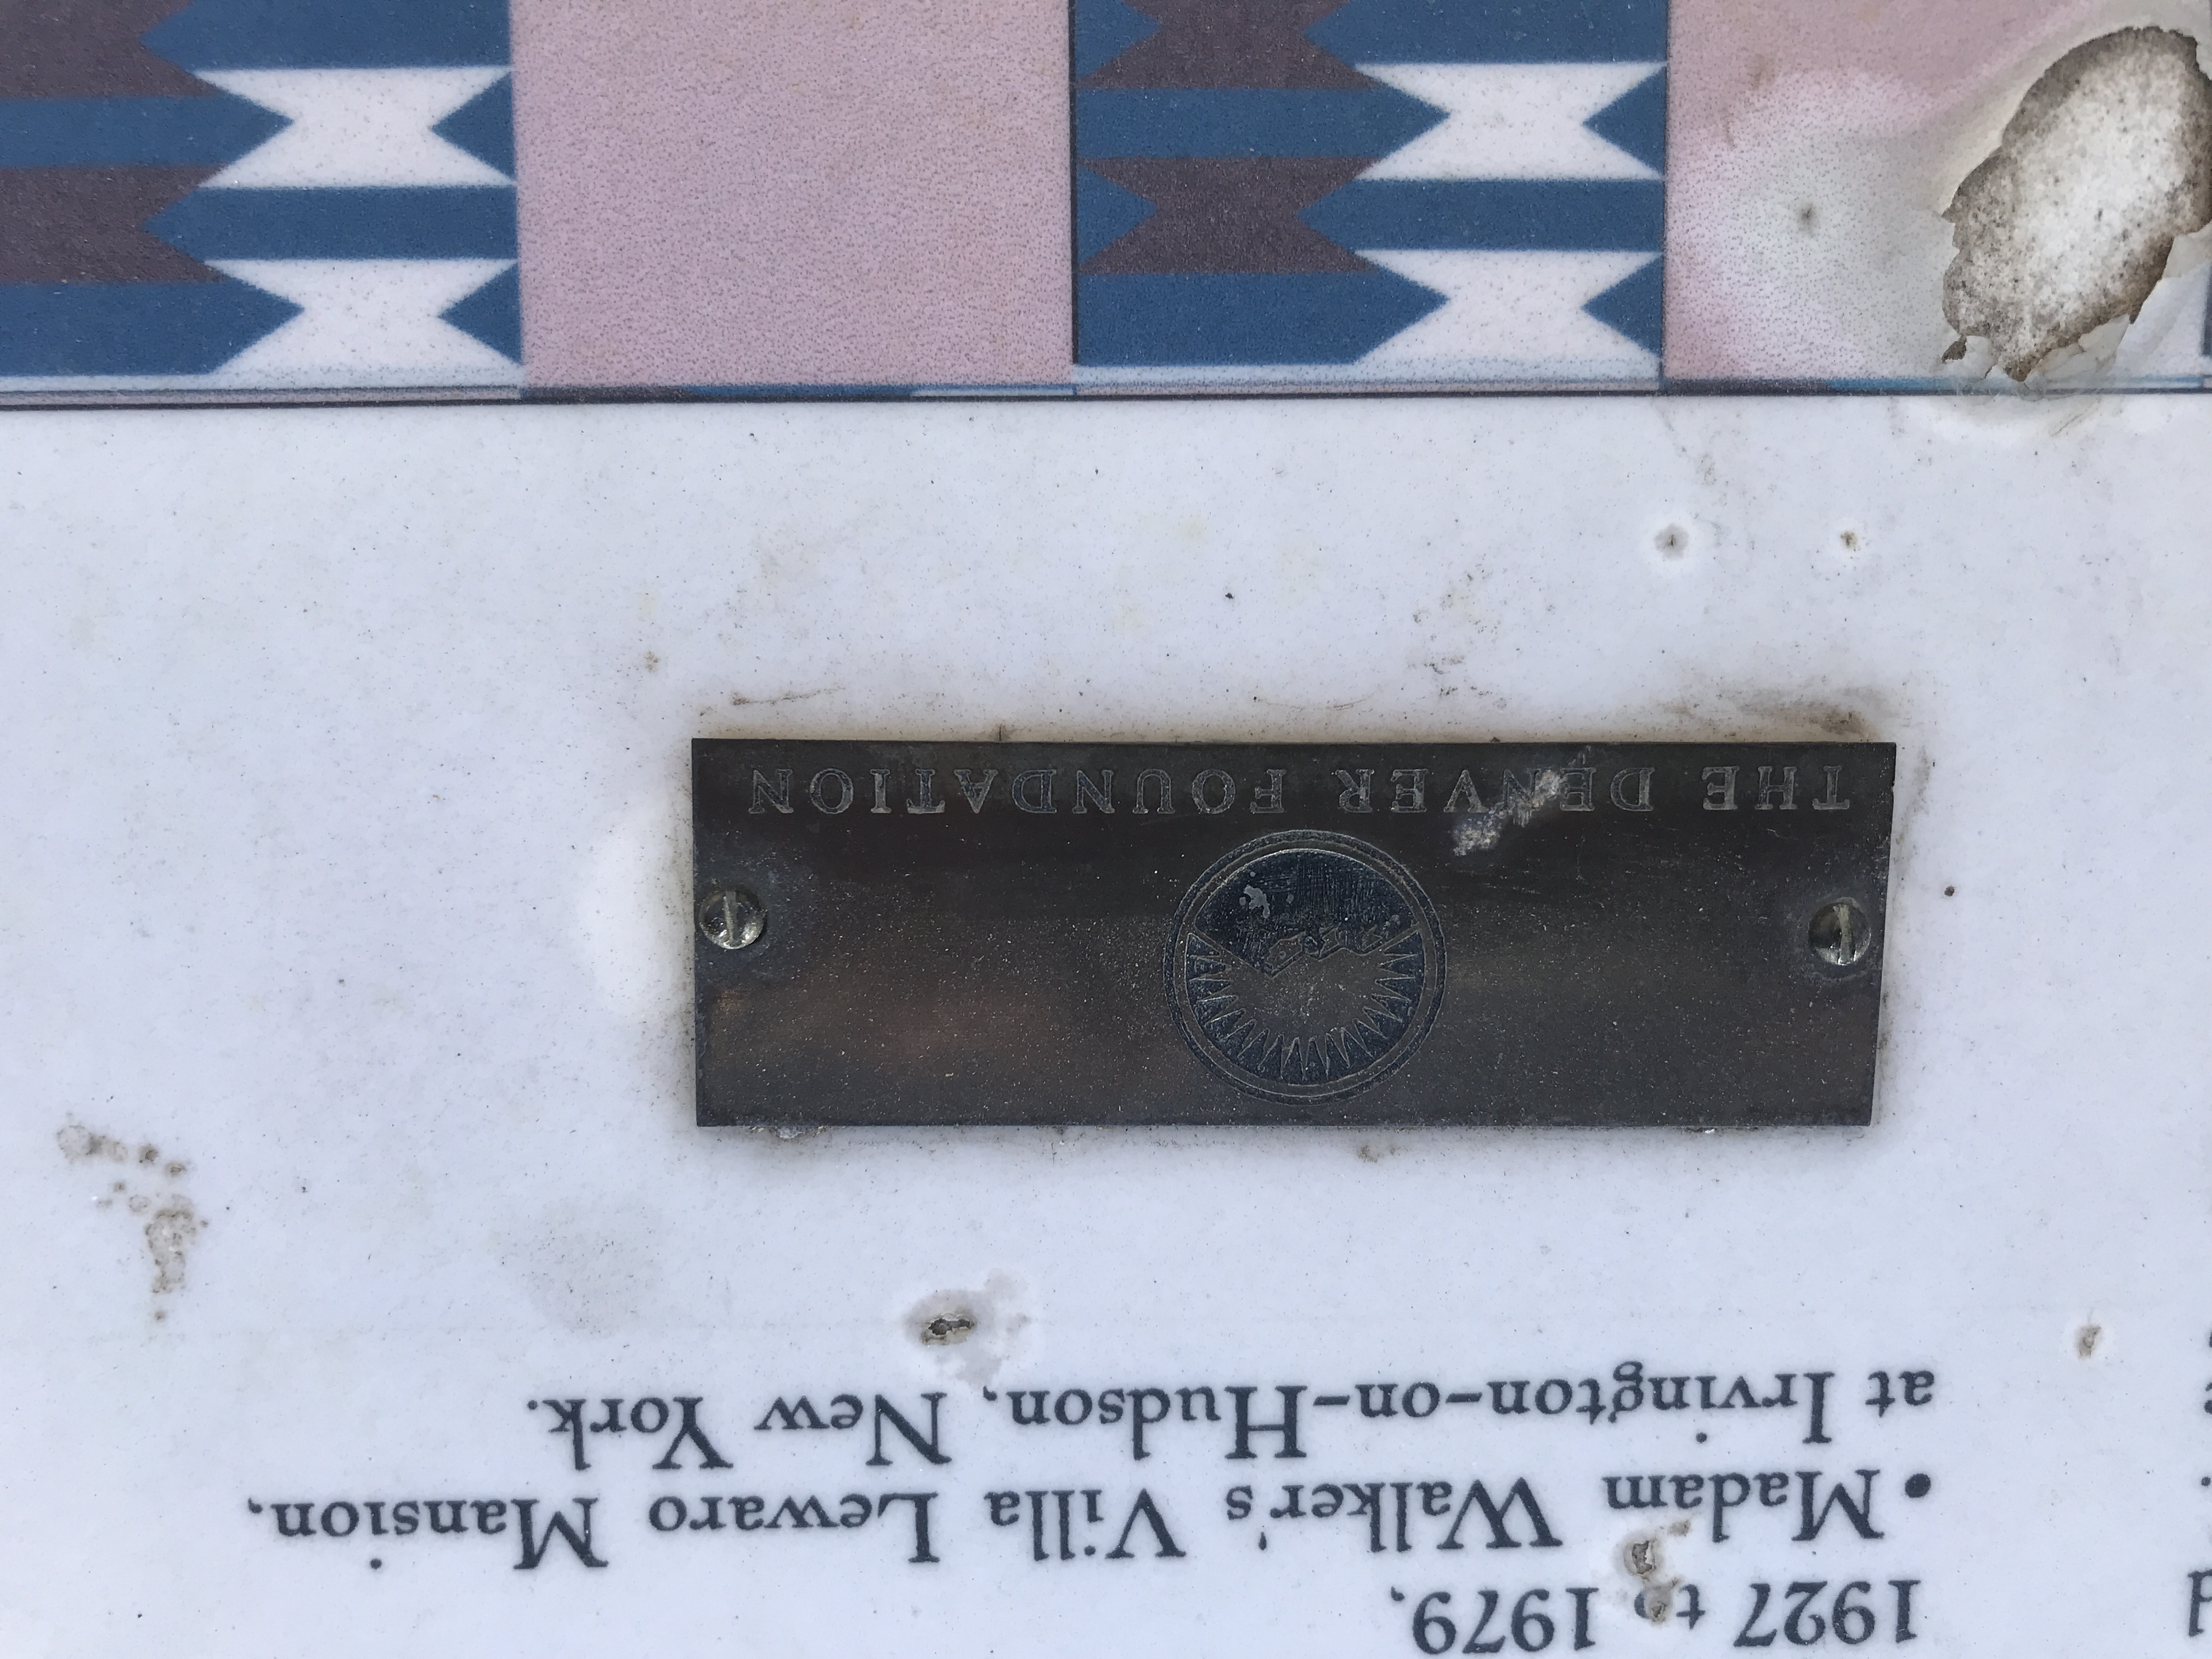 1927 to 1979.
• Madam Walker's Villa Lewaro Mansion,
at Irvington-on-Hudson, New York.
THE DENVER FOUNDATION